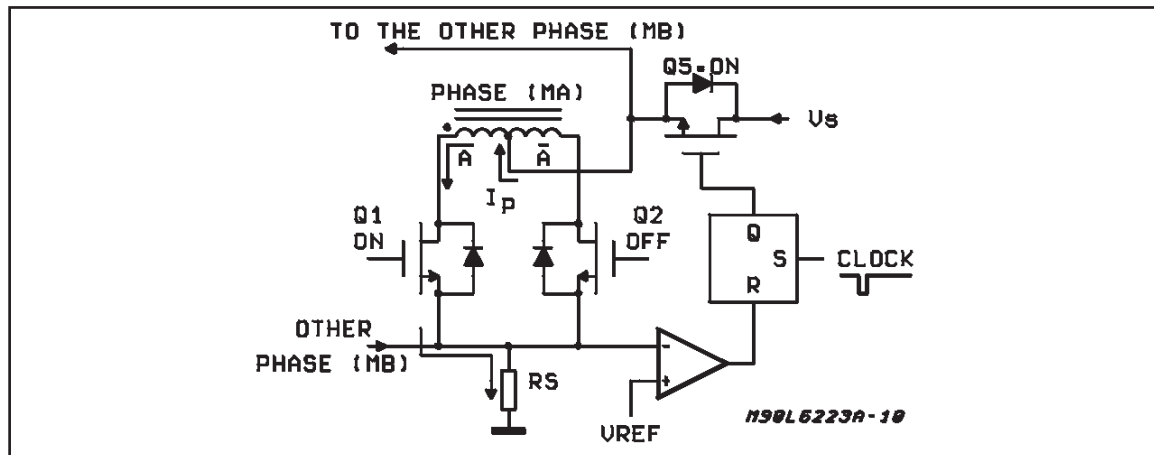 TO THE OTHER PHASE (MB)
Q5.ON
PHASE (MA)
Vs
A
Ā
Ip
Q1
ON
Q2
OFF
Q
S
R
CLOCK
OTHER
PHASE (MB)
RS
-
+
VREF
M90L6223A-10